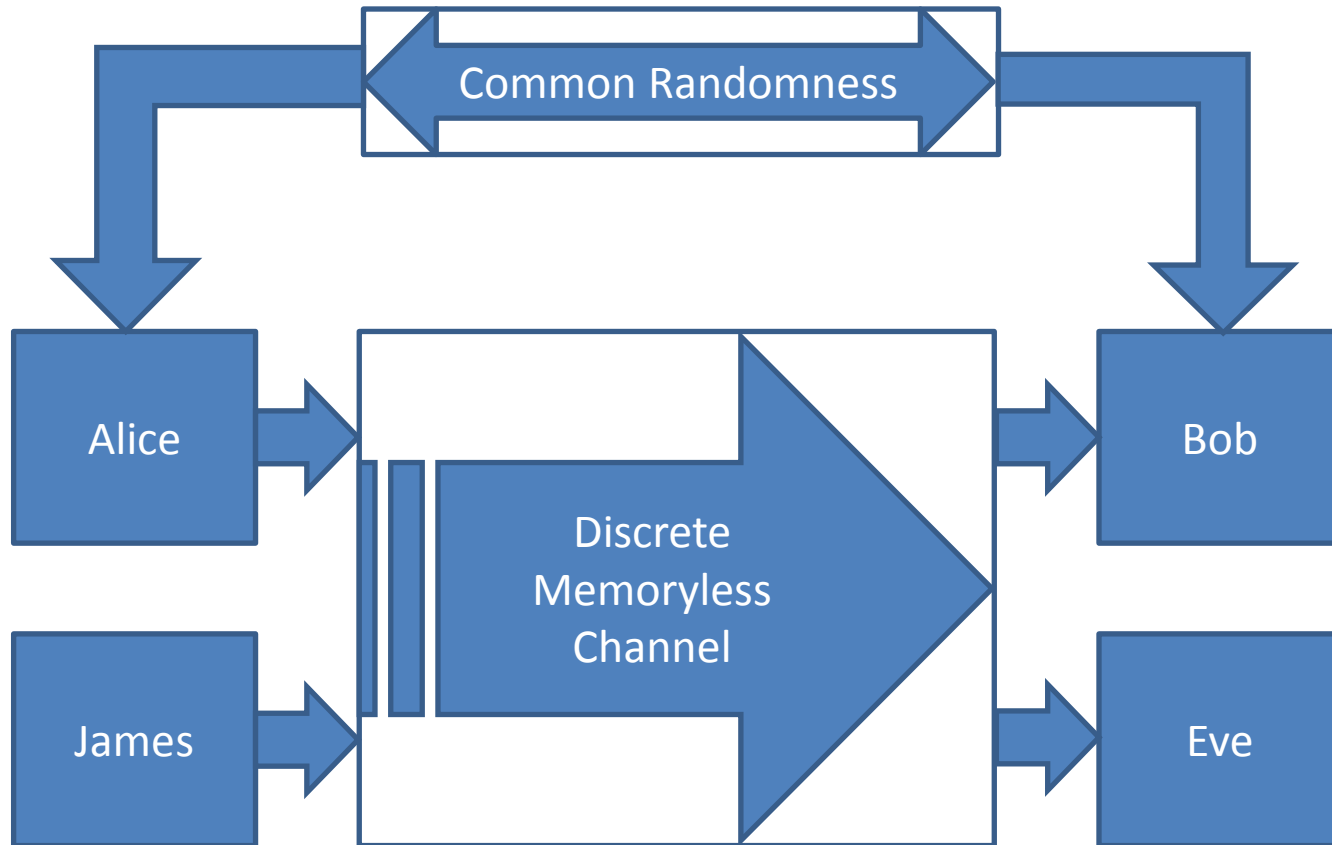 Common Randomness
Alice
Bob
Discrete
Memoryless
Channel
James
Eve